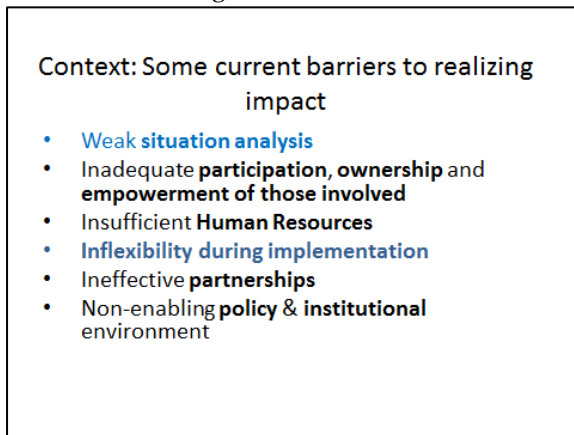 Context: Some current barriers to realizing
impact
• Weak situation analysis
• Inadequate participation, ownership and
empowerment of those involved
• Insufficient Human Resources
• Inflexibility during implementation
• Ineffective partnerships
• Non-enabling policy & institutional
environment